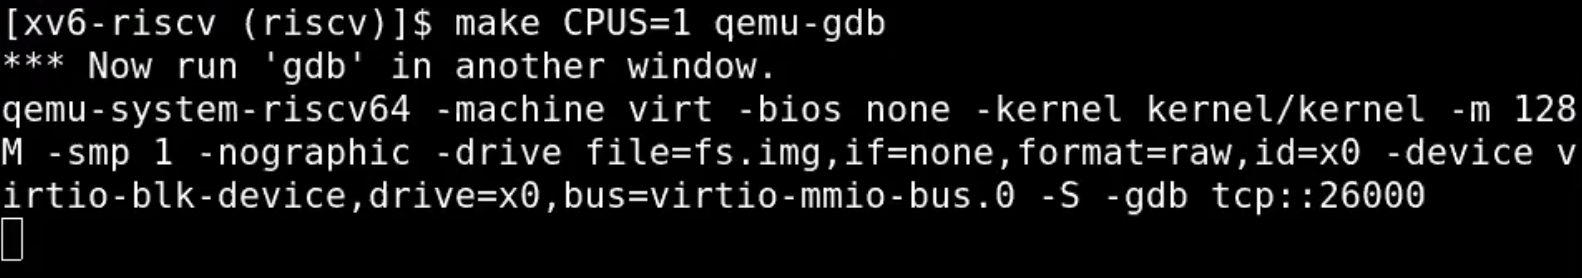 [xv6-riscv (riscv)]$ make CPUS=1 qemu-gdb
*** Now run 'gdb' in another window.
qemu-system-riscv64 -machine virt -bios none -kernel kernel/kernel -m 128
M -smp 1 -nographic -drive file=fs.img,if=none,format=raw,id=x0 -device v
irtio-blk-device,drive=x0,bus=virtio-mmio-bus.0 -S -gdb tcp::26000